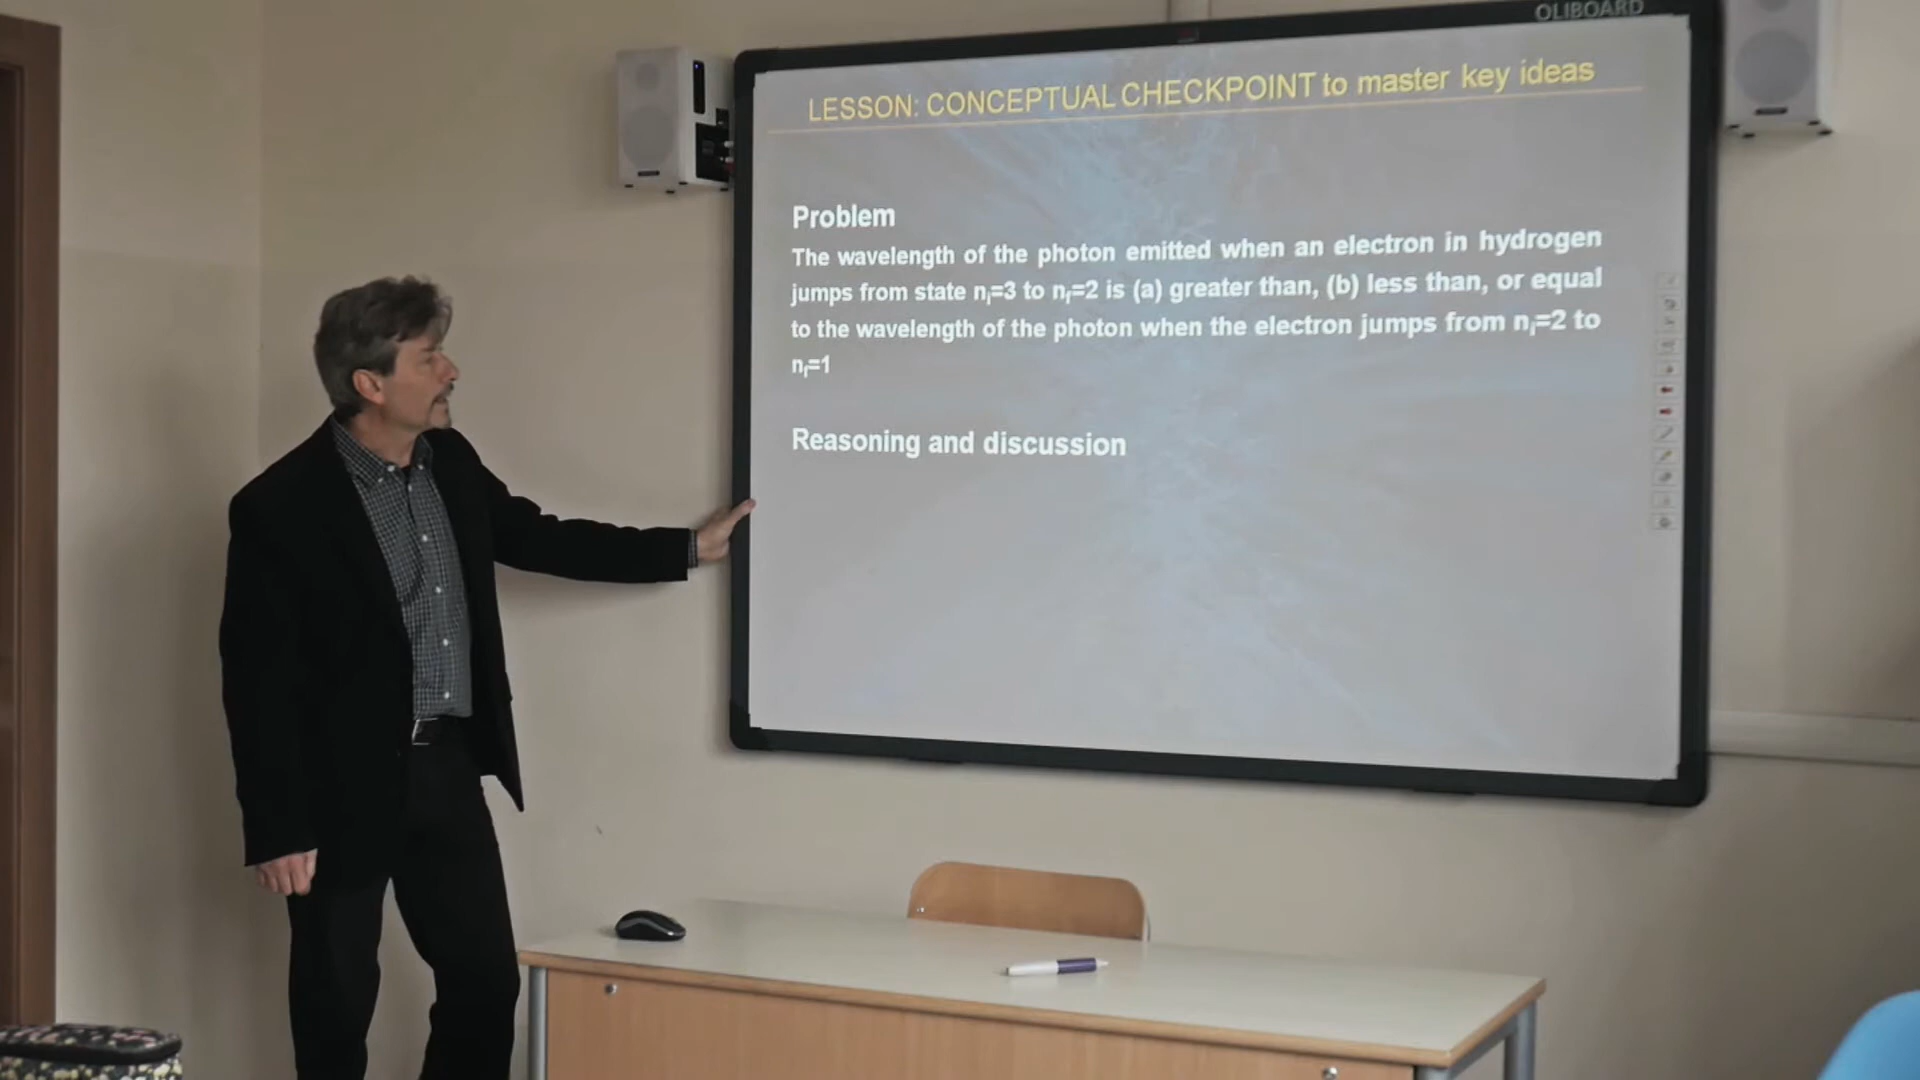 OLIBOARD
LESSON: CONCEPTUAL CHECKPOINT to master key ideas
Problem
The wavelength of the photon emitted when an electron in hydrogen
jumps from state nᵢ=3 to n_f=2 is (a) greater than, (b) less than, or equal
to the wavelength of the photon when the electron jumps from nᵢ=2 to
n_f=1
Reasoning and discussion